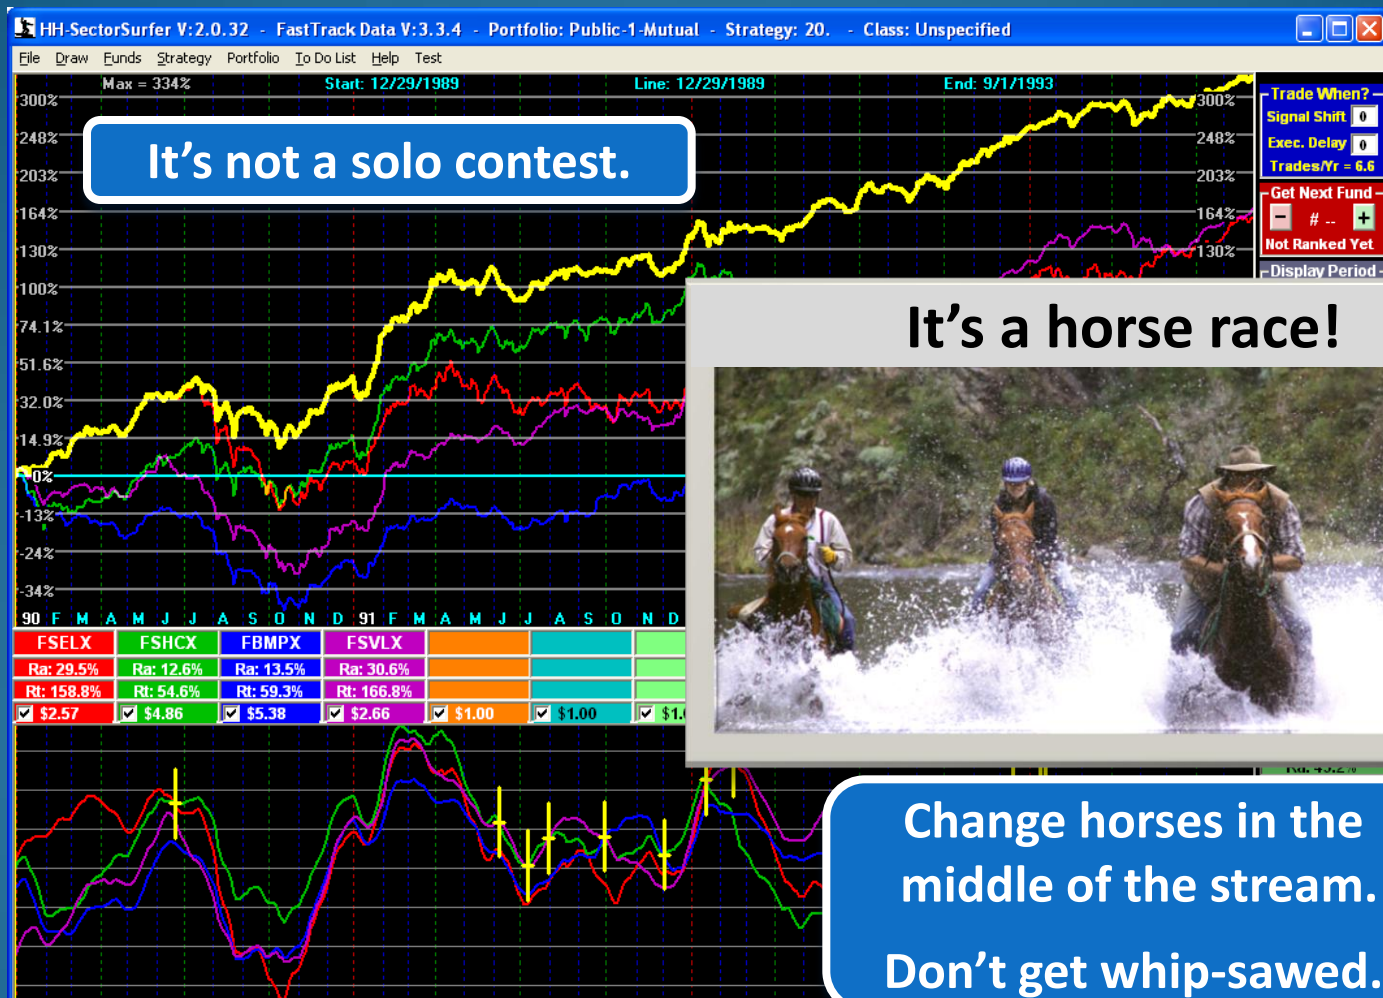 HH-SectorSurfer V:2.0.32 - FastTrack Data V:3.3.4 - Portfolio: Public-1-Mutual - Strategy: 20. - Class: Unspecified
File Draw Funds Strategy Portfolio To Do List Help Test
Max = 334% Start: 12/29/1989 Line: 12/29/1989 End: 9/1/1993
It's not a solo contest.
300% 300%
248% 248%
203% 203%
164% 164%
130% 130%
100%
74.1%
51.6%
32.0%
14.9%
0%
-13%
-24%
-34%
Trade When?
Signal Shift 0
Exec. Delay 0
Trades/Yr = 6.6
Get Next Fund
- # -- +
Not Ranked Yet
Display Period
It's a horse race!
90 F M A M J J A S O N D 91 F M A M J J A S O N D
FSELX FSHCX FBMPX FSVLX
Ra: 29.5% Ra: 12.6% Ra: 13.5% Ra: 30.6%
Rt: 158.8% Rt: 54.6% Rt: 59.3% Rt: 166.8%
$2.57 $4.86 $5.38 $2.66 $1.00 $1.00
Change horses in the
middle of the stream.
Don't get whip-sawed.